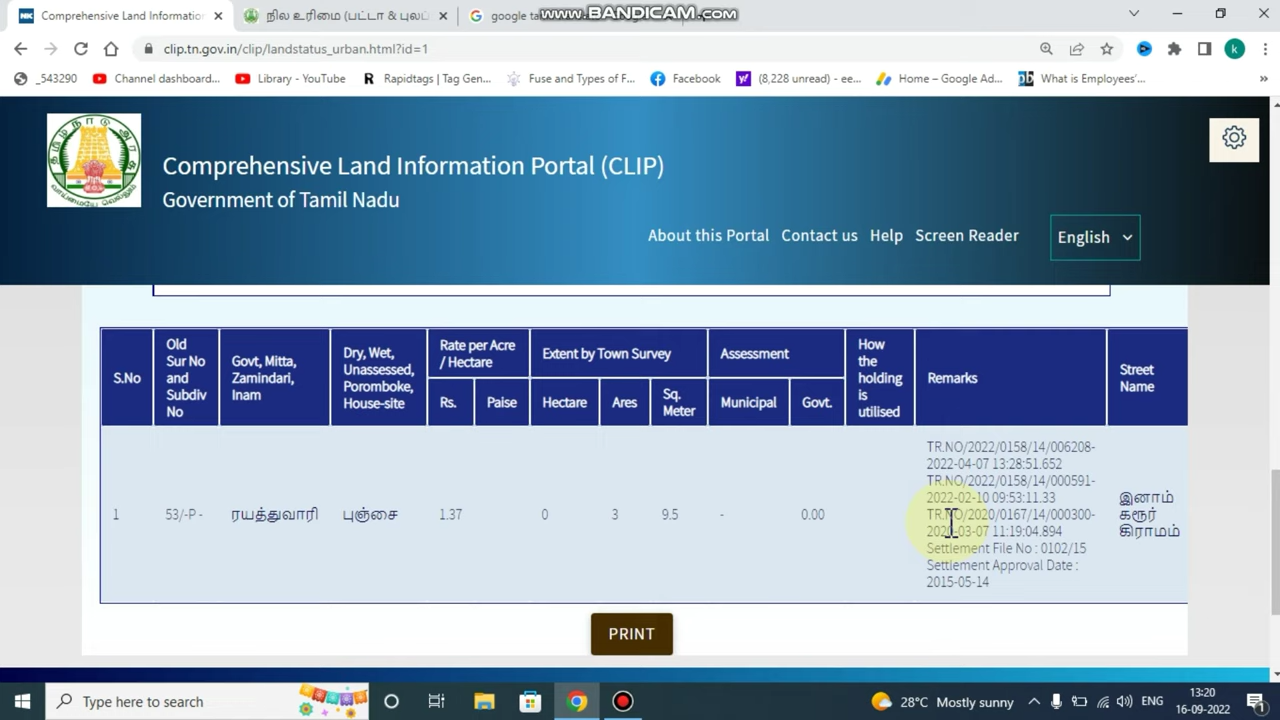 www.BANDICAM.com
Comprehensive Land Information
நில உரிமை (பட்டா & புலப்
google ta
clip.tn.gov.in/clip/landstatus_urban.html?id=1
k
_543290
Channel dashboard...
Library - YouTube
Rapidtags | Tag Gen...
Fuse and Types of F...
Facebook
(8,228 unread) - ee...
Home – Google Ad...
What is Employees'...
Comprehensive Land Information Portal (CLIP)
Government of Tamil Nadu
About this Portal
Contact us
Help
Screen Reader
English
S.No
Old
Sur No
and
Subdiv
No
Govt, Mitta,
Zamindari,
Inam
Dry, Wet,
Unassessed,
Poromboke,
House-site
Rate per Acre
/ Hectare
Rs.
Paise
Extent by Town Survey
Hectare
Ares
Sq.
Meter
Assessment
Municipal
Govt.
How
the
holding
is
utilised
Remarks
Street
Name
1
53/-P -
ரயத்துவாரி
புஞ்சை
1.37
0
3
9.5
-
0.00
TR.NO/2022/0158/14/006208-
2022-04-07 13:28:51.652
TR.NO/2022/0158/14/000591-
2022-02-10 09:53:11.33
TR.NO/2020/0167/14/000300-
2020-03-07 11:19:04.894
Settlement File No : 0102/15
Settlement Approval Date :
2015-05-14
இனாம்
கரூர்
கிராமம்
PRINT
Type here to search
28°C Mostly sunny
ENG
13:20
16-09-2022
1